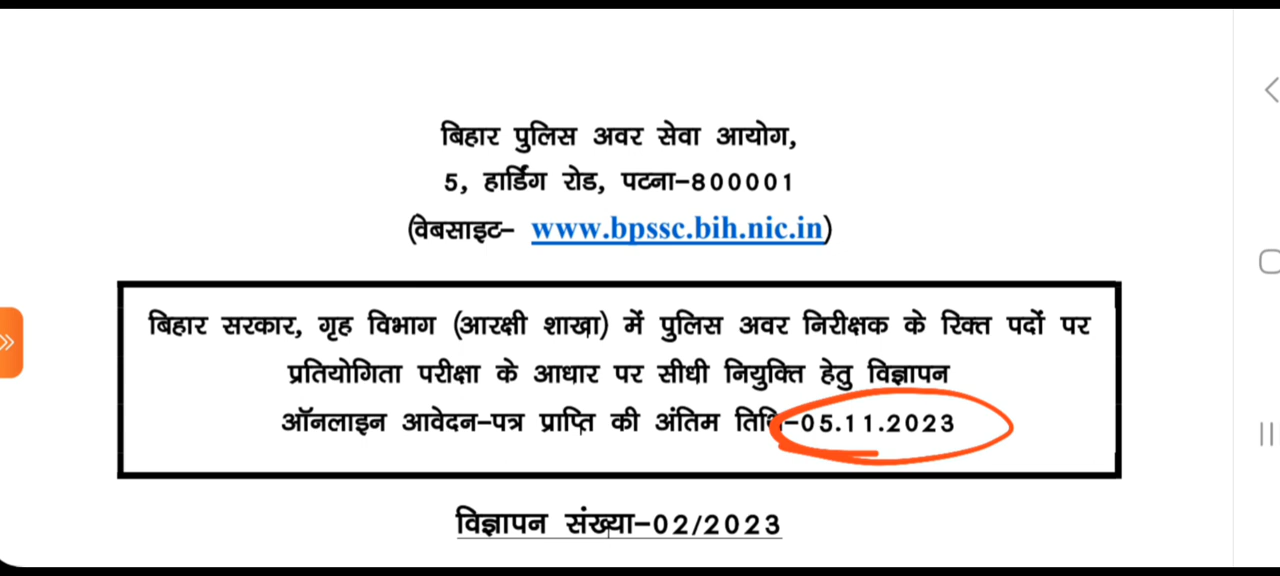 बिहार पुलिस अवर सेवा आयोग,
5, हार्डिंग रोड, पटना-800001
(वेबसाइट- www.bpssc.bih.nic.in)
बिहार सरकार, गृह विभाग (आरक्षी शाखा) में पुलिस अवर निरीक्षक के रिक्त पदों पर
प्रतियोगिता परीक्षा के आधार पर सीधी नियुक्ति हेतु विज्ञापन
ऑनलाइन आवेदन-पत्र प्राप्ति की अंतिम तिथि-05.11.2023
विज्ञापन संख्या-02/2023